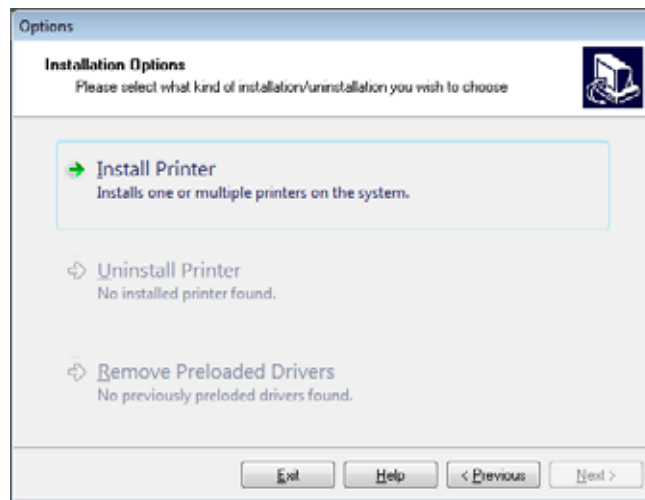 Options
Installation Options
Please select what kind of installation/uninstallation you wish to choose
Install Printer
Installs one or multiple printers on the system.
Uninstall Printer
No installed printer found.
Remove Preloaded Drivers
No previously preloded drivers found.
Exit Help < Previous Next >